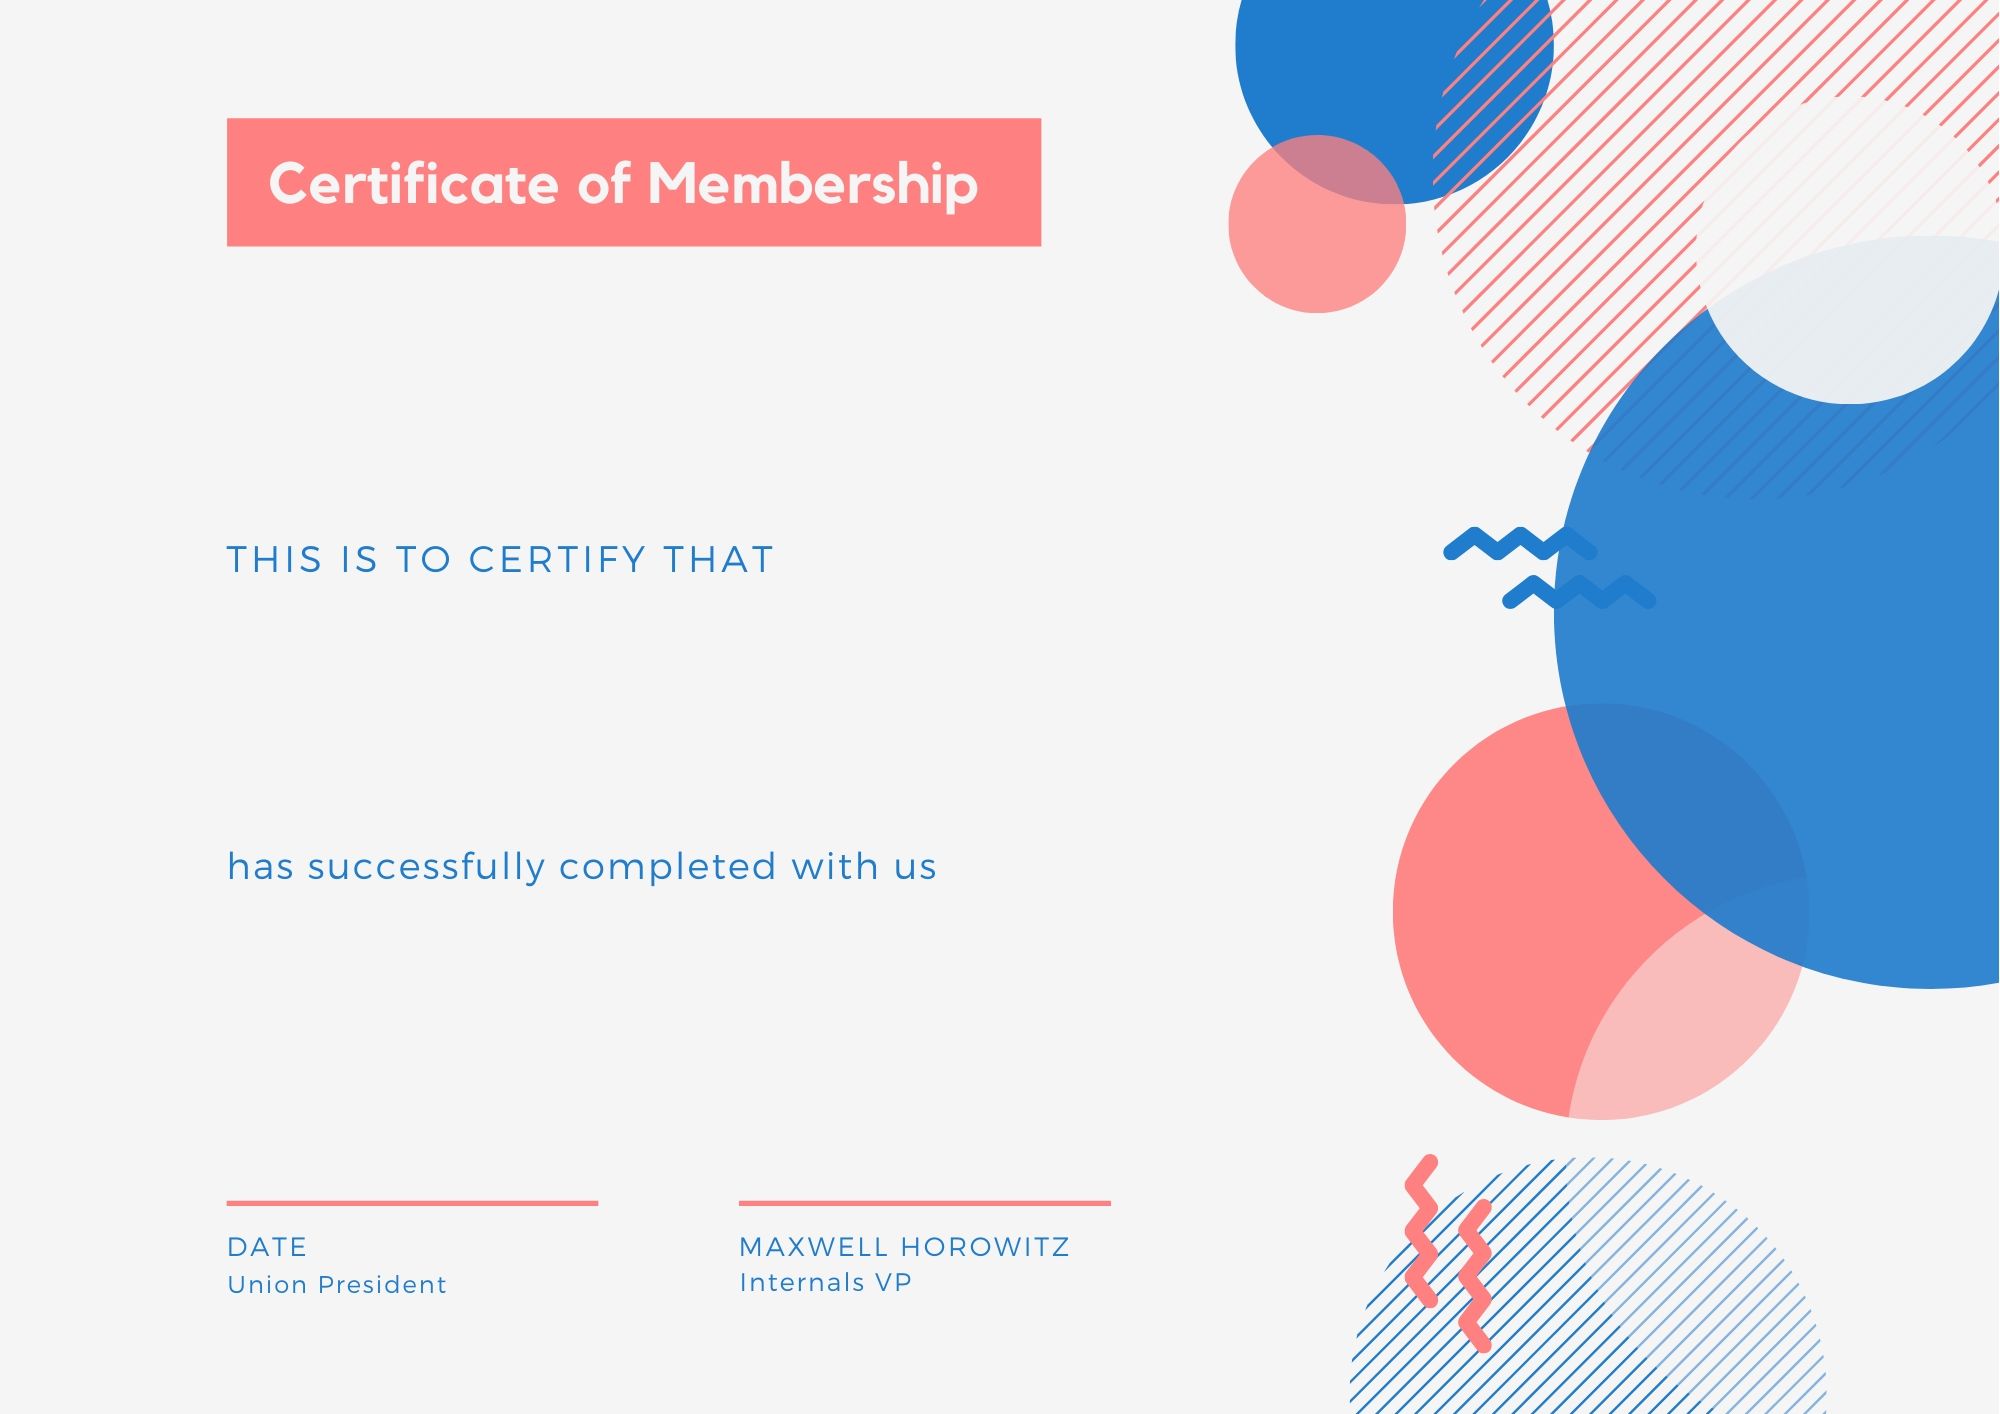 Certificate of Membership
THIS IS TO CERTIFY THAT
has successfully completed with us
DATE
Union President
MAXWELL HOROWITZ
Internals VP